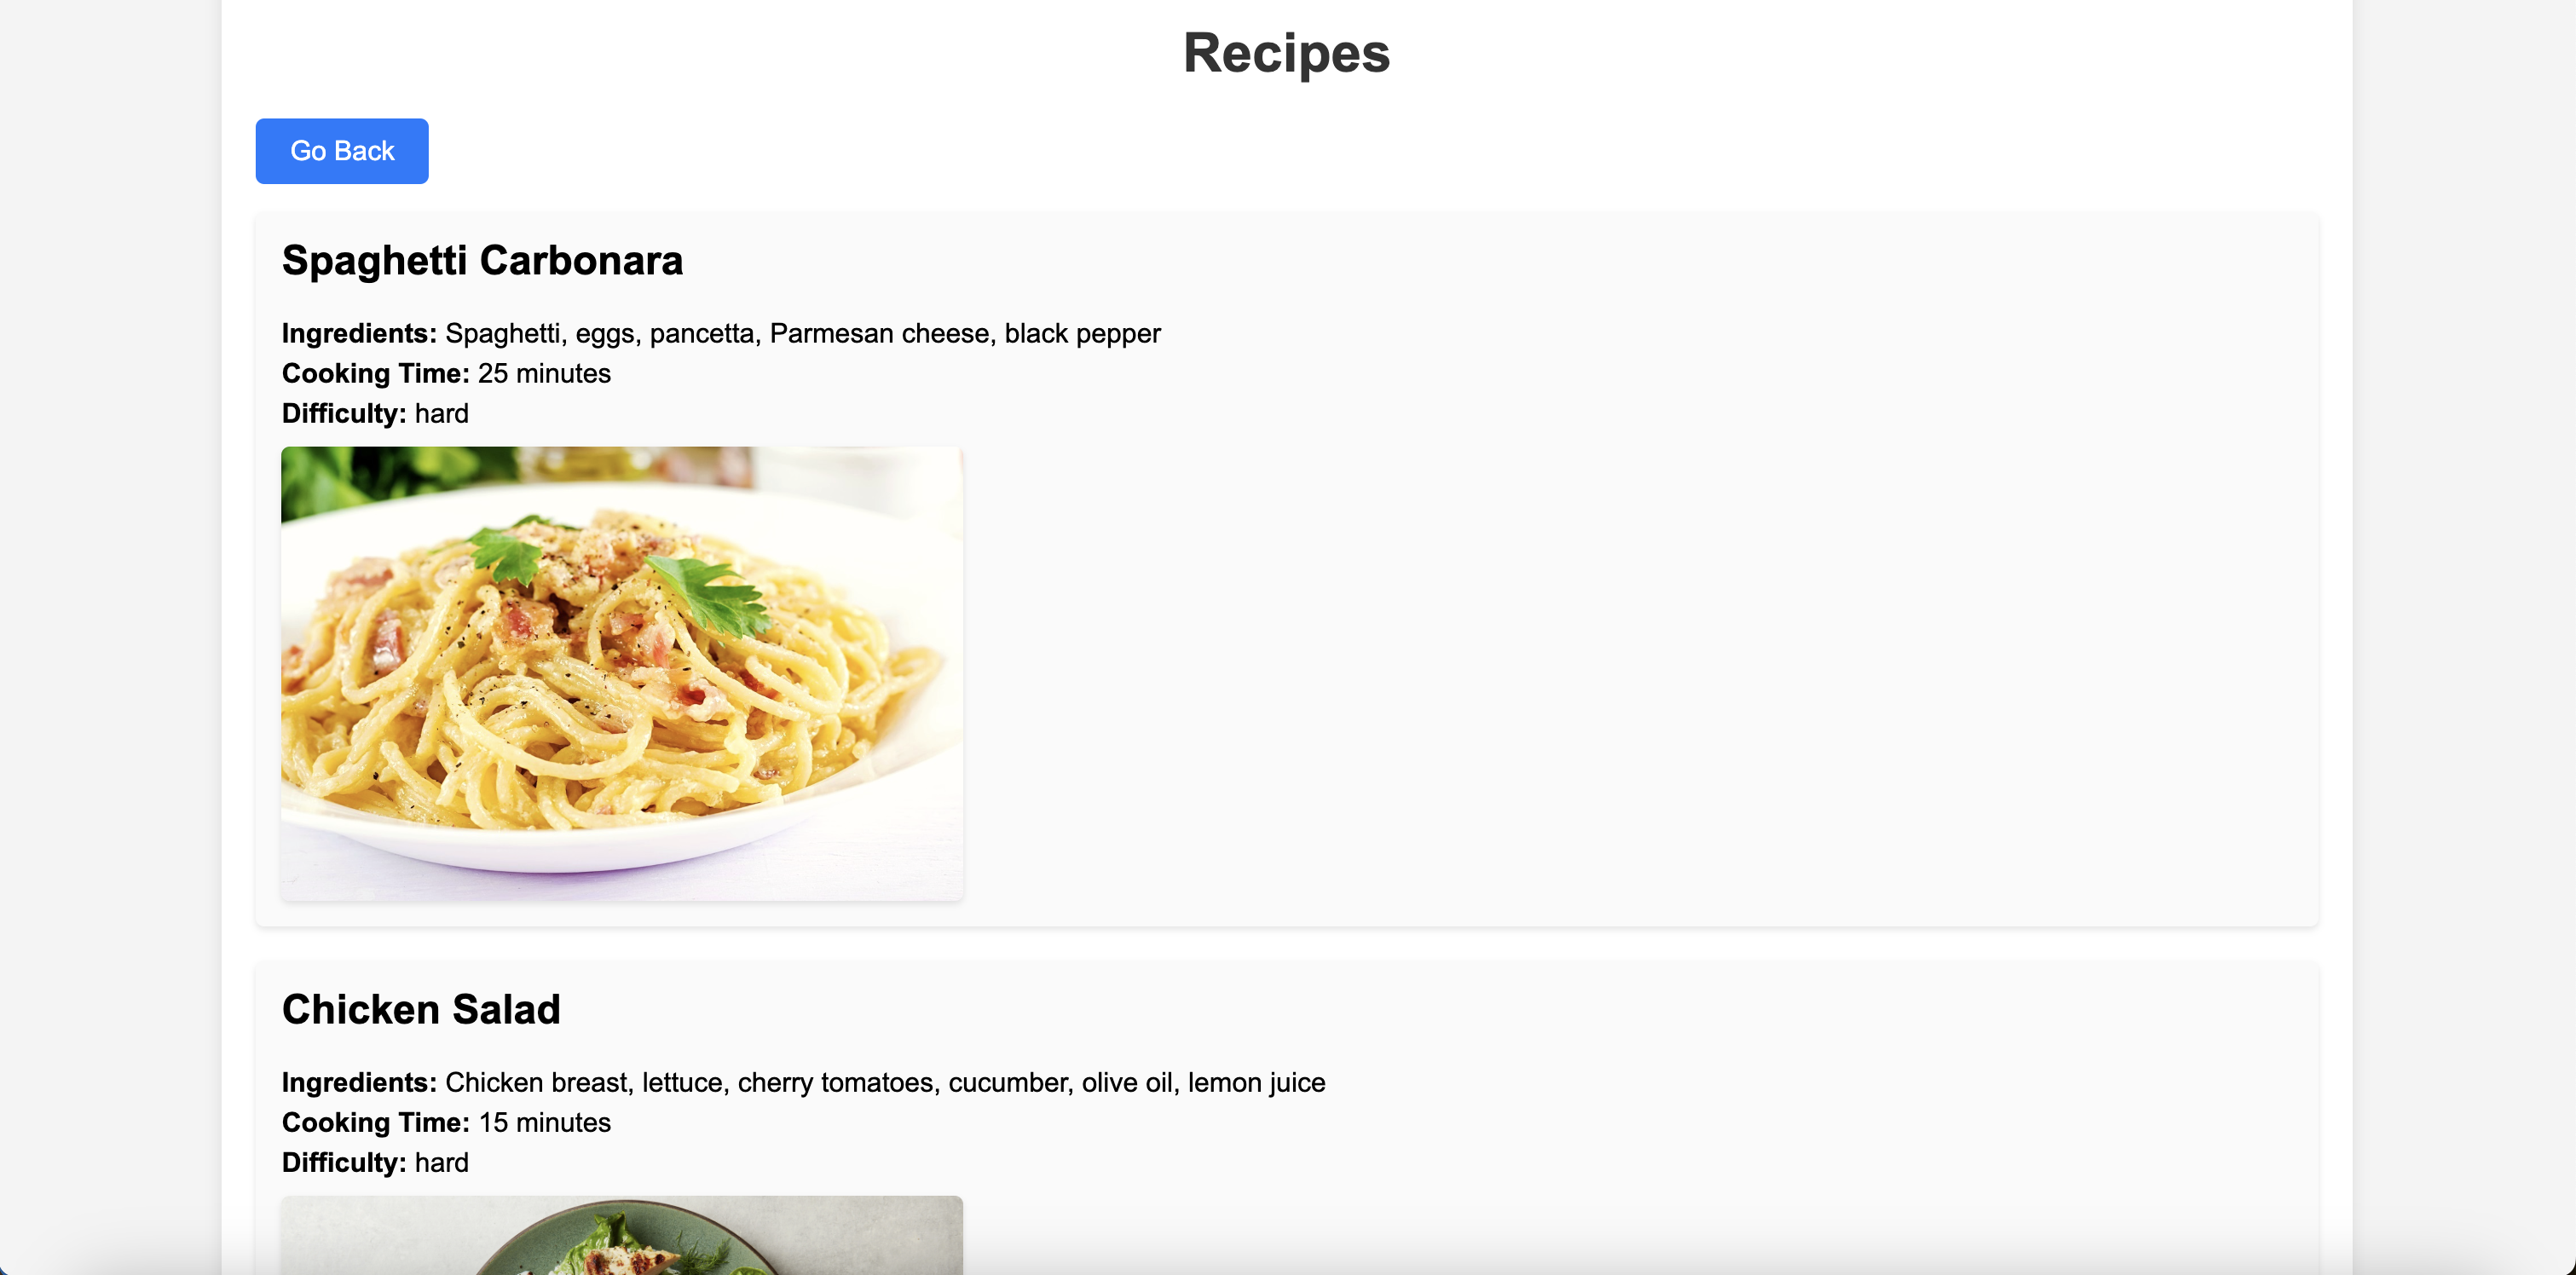 Recipes
Go Back
Spaghetti Carbonara
Ingredients: Spaghetti, eggs, pancetta, Parmesan cheese, black pepper
Cooking Time: 25 minutes
Difficulty: hard
Chicken Salad
Ingredients: Chicken breast, lettuce, cherry tomatoes, cucumber, olive oil, lemon juice
Cooking Time: 15 minutes
Difficulty: hard